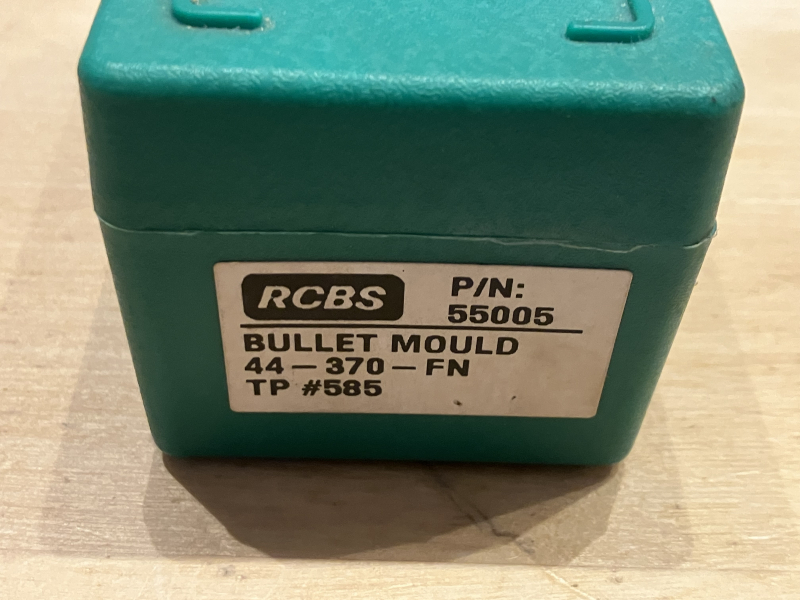 RCBS P/N:
55005
BULLET MOULD
44-370-FN
TP #585